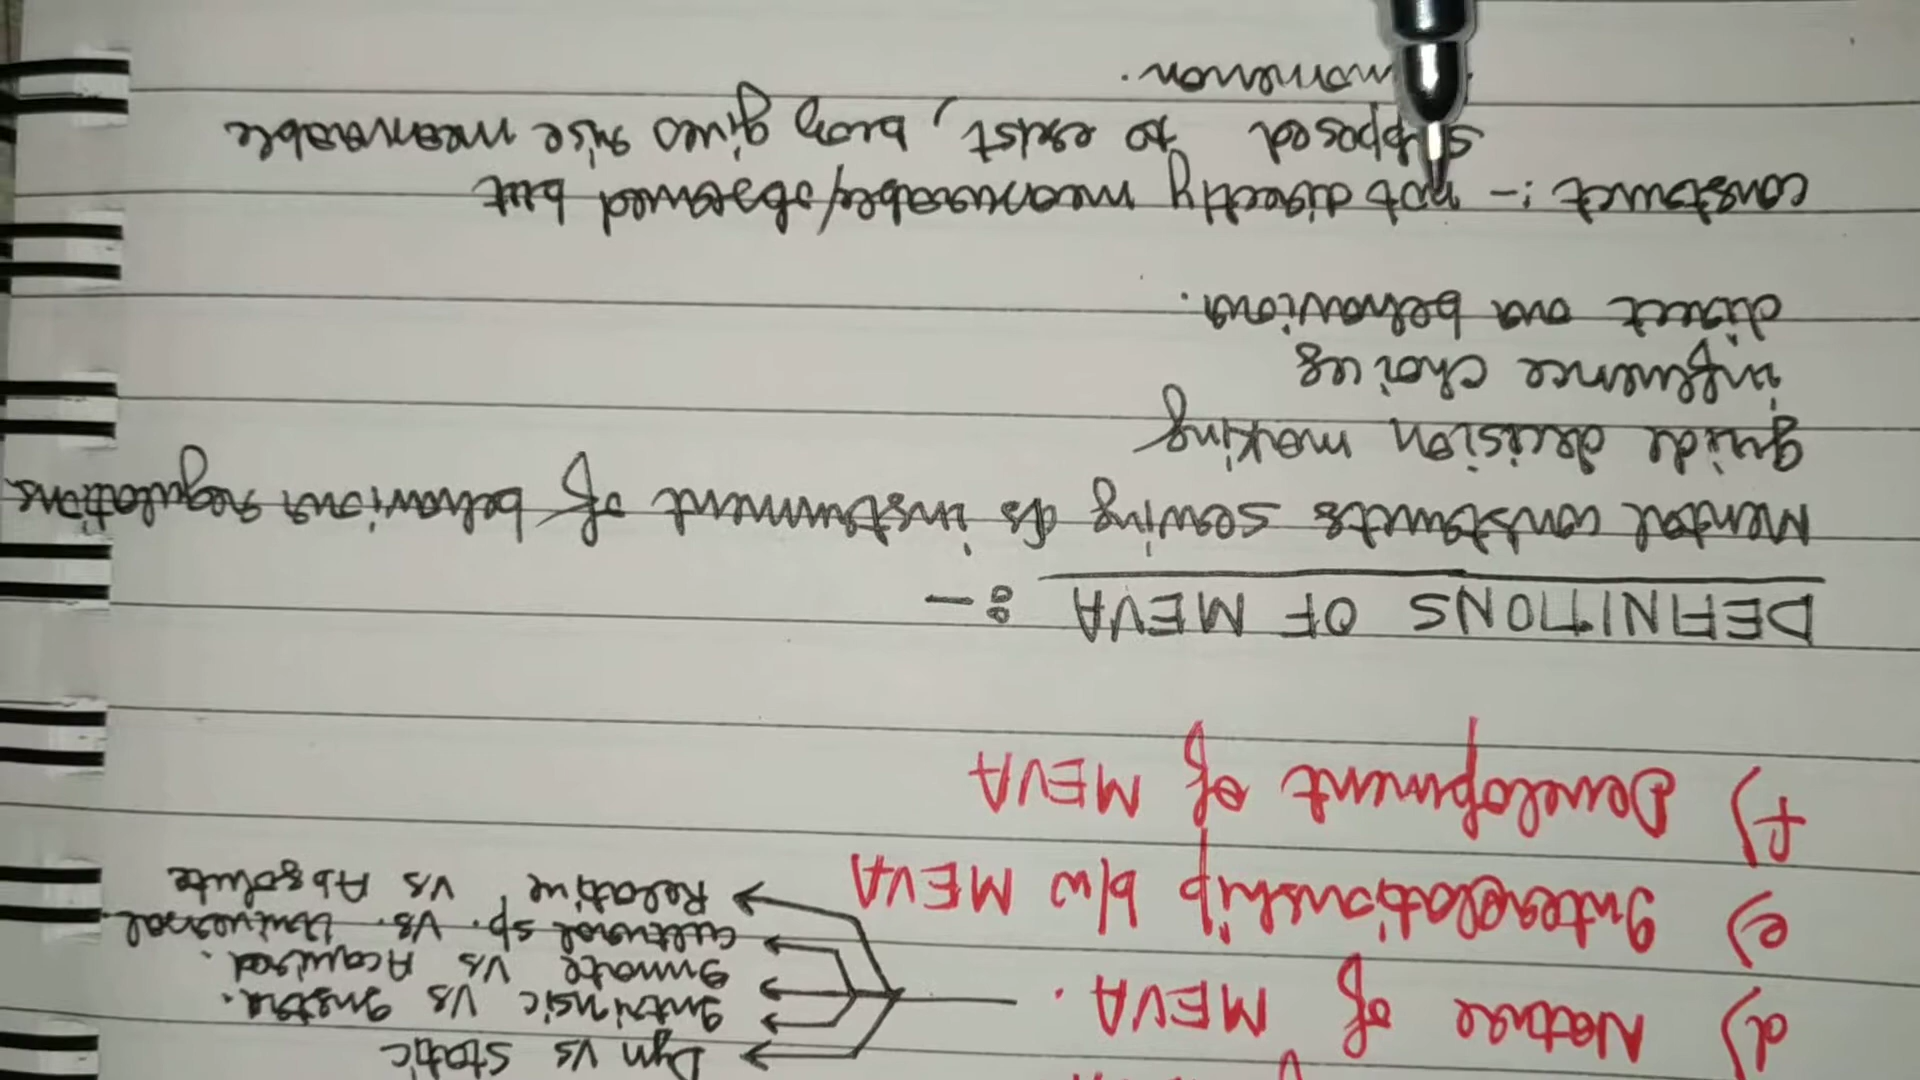 d) Nature of MEVA.
Dyn vs static
Intrinsic vs Instru.
Innate vs Acquired.
cultural sp. vs. Universal.
Relative vs Absolute
e) Interelationship b/w MEVA
f) Development of MEVA
DEFINITIONS OF MEVA :-
Mental constructs serving as instrument of behaviour regulations
guide decision making
influence choices
direct our behaviour.
construct :- not directly measurable/observed but
supposed to exist, bcoz gives rise measurable